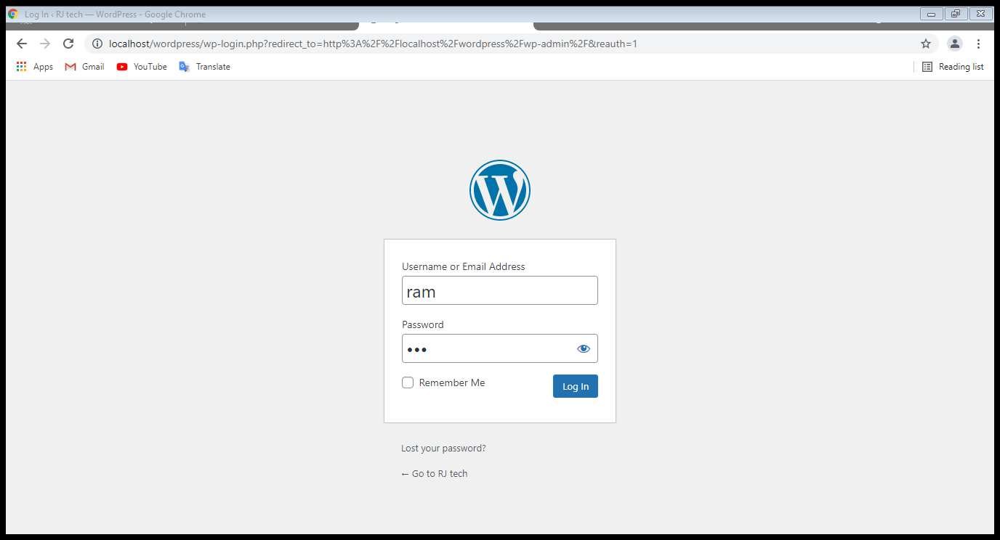 Log In ‹ RJ tech — WordPress - Google Chrome
localhost/wordpress/wp-login.php?redirect_to=http%3A%2F%2Flocalhost%2Fwordpress%2Fwp-admin%2F&reauth=1
Apps Gmail YouTube Translate Reading list
Username or Email Address
ram
Password
Remember Me Log In
Lost your password?
← Go to RJ tech